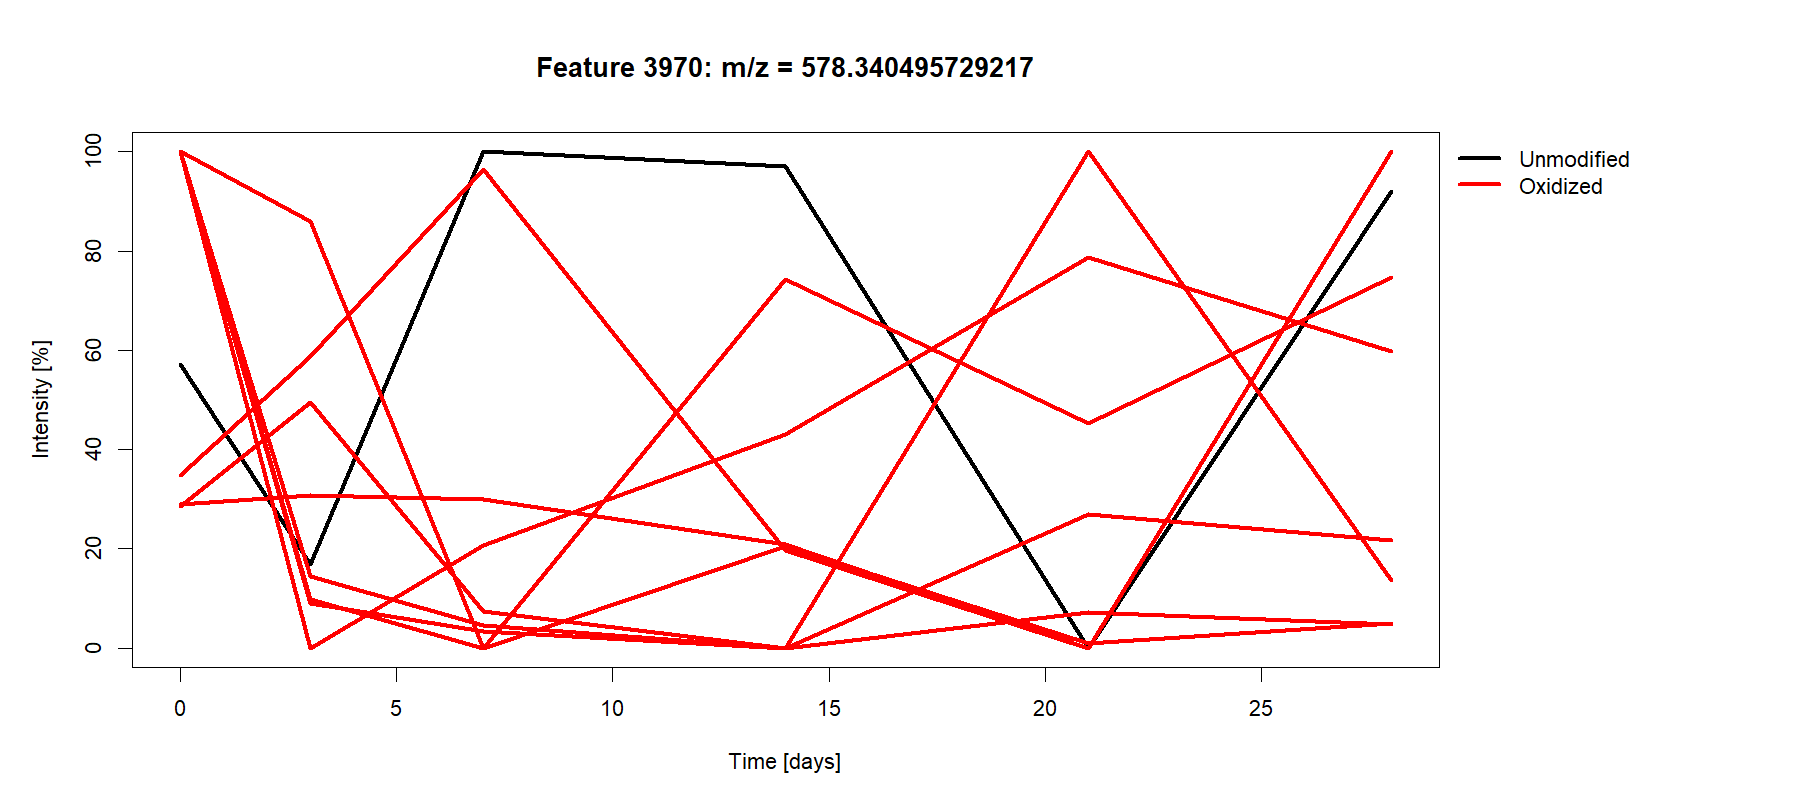 Feature 3970: m/z = 578.340495729217
Unmodified
Oxidized
Intensity [%]
100
80
60
40
20
0
0 5 10 15 20 25
Time [days]